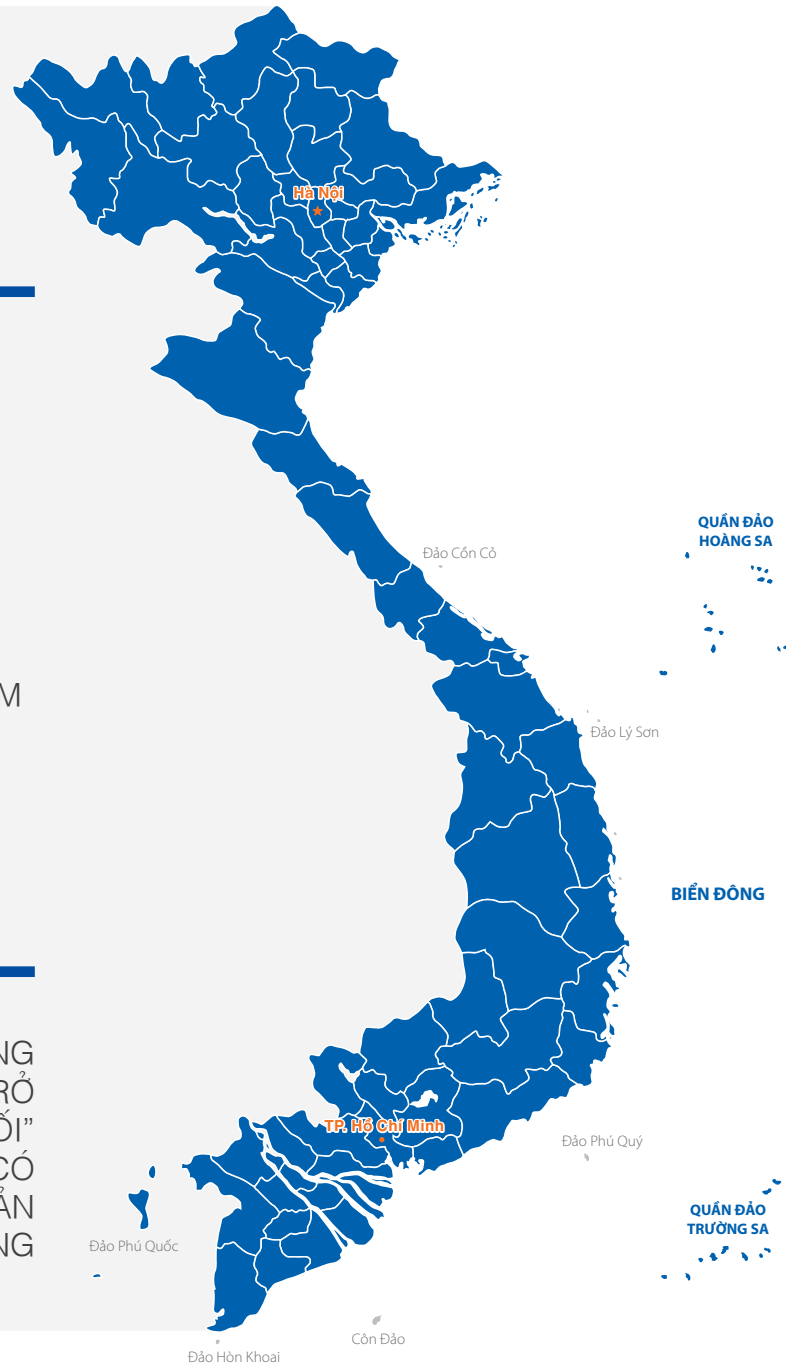 Hà Nội
QUẦN ĐẢO
HOÀNG SA
Đảo Cồn Cỏ
M
Đảo Lý Sơn
BIỂN ĐÔNG
NG
RỞ
ỐI”
CÓ
ẢN
NG
TP. Hồ Chí Minh
Đảo Phú Quý
QUẦN ĐẢO
TRƯỜNG SA
Đảo Phú Quốc
Côn Đảo
Đảo Hòn Khoai